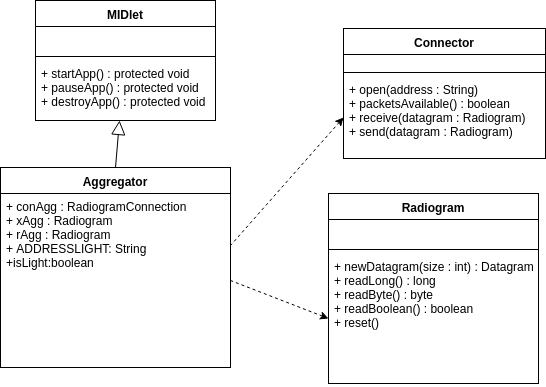 MIDlet
+ startApp() : protected void
+ pauseApp() : protected void
+ destroyApp() : protected void
Connector
+ open(address : String)
+ packetsAvailable() : boolean
+ receive(datagram : Radiogram)
+ send(datagram : Radiogram)
Aggregator
+ conAgg : RadiogramConnection
+ xAgg : Radiogram
+ rAgg : Radiogram
+ ADDRESSLIGHT: String
+isLight:boolean
Radiogram
+ newDatagram(size : int) : Datagram
+ readLong() : long
+ readByte() : byte
+ readBoolean() : boolean
+ reset()